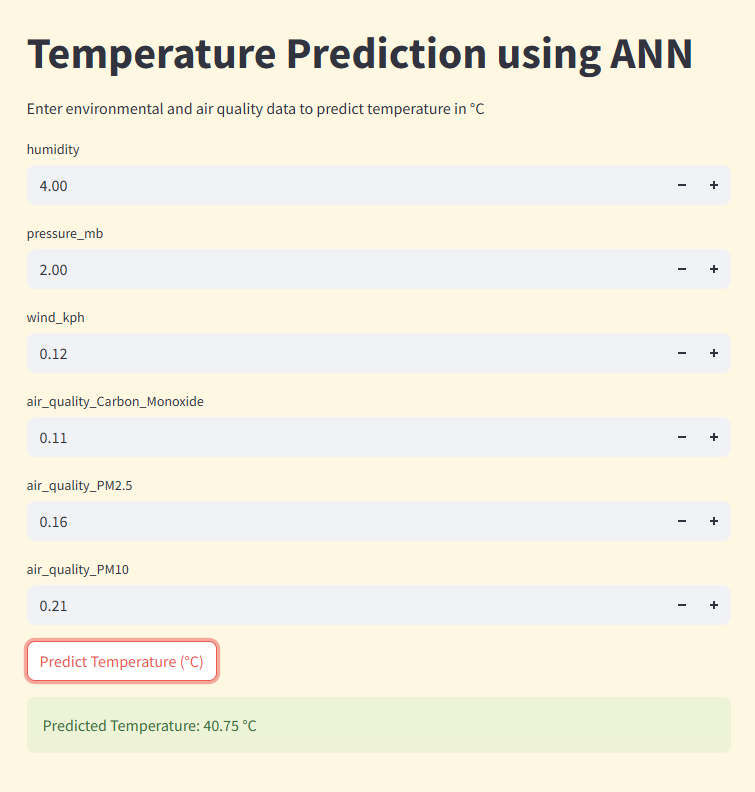 Temperature Prediction using ANN
Enter environmental and air quality data to predict temperature in °C
humidity
4.00
pressure_mb
2.00
wind_kph
0.12
air_quality_Carbon_Monoxide
0.11
air_quality_PM2.5
0.16
air_quality_PM10
0.21
Predict Temperature (°C)
Predicted Temperature: 40.75 °C